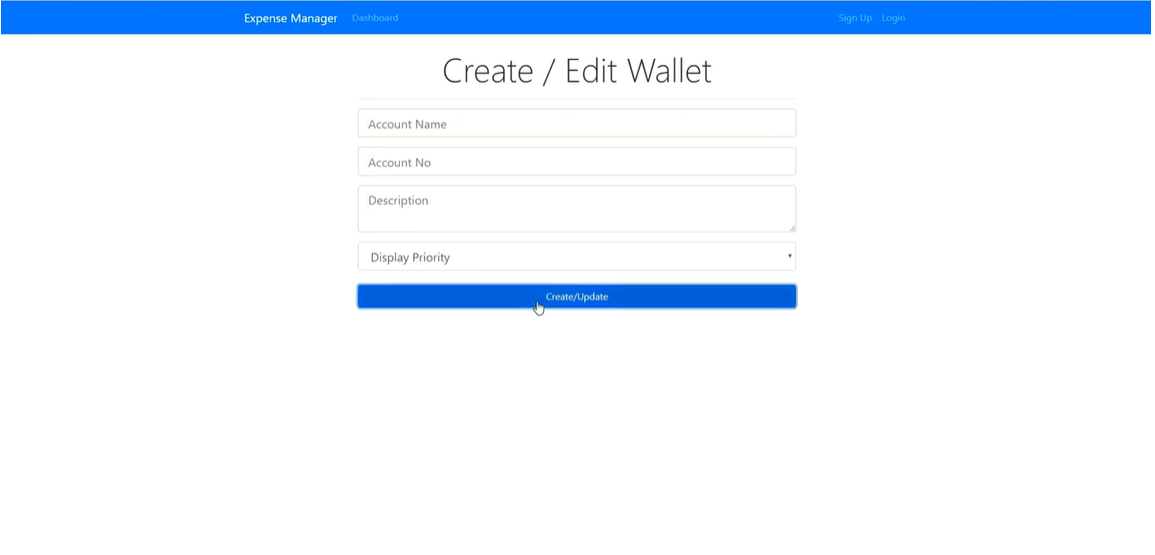 Expense Manager Dashboard Sign Up Login
Create / Edit Wallet
Account Name
Account No
Description
Display Priority
Create/Update